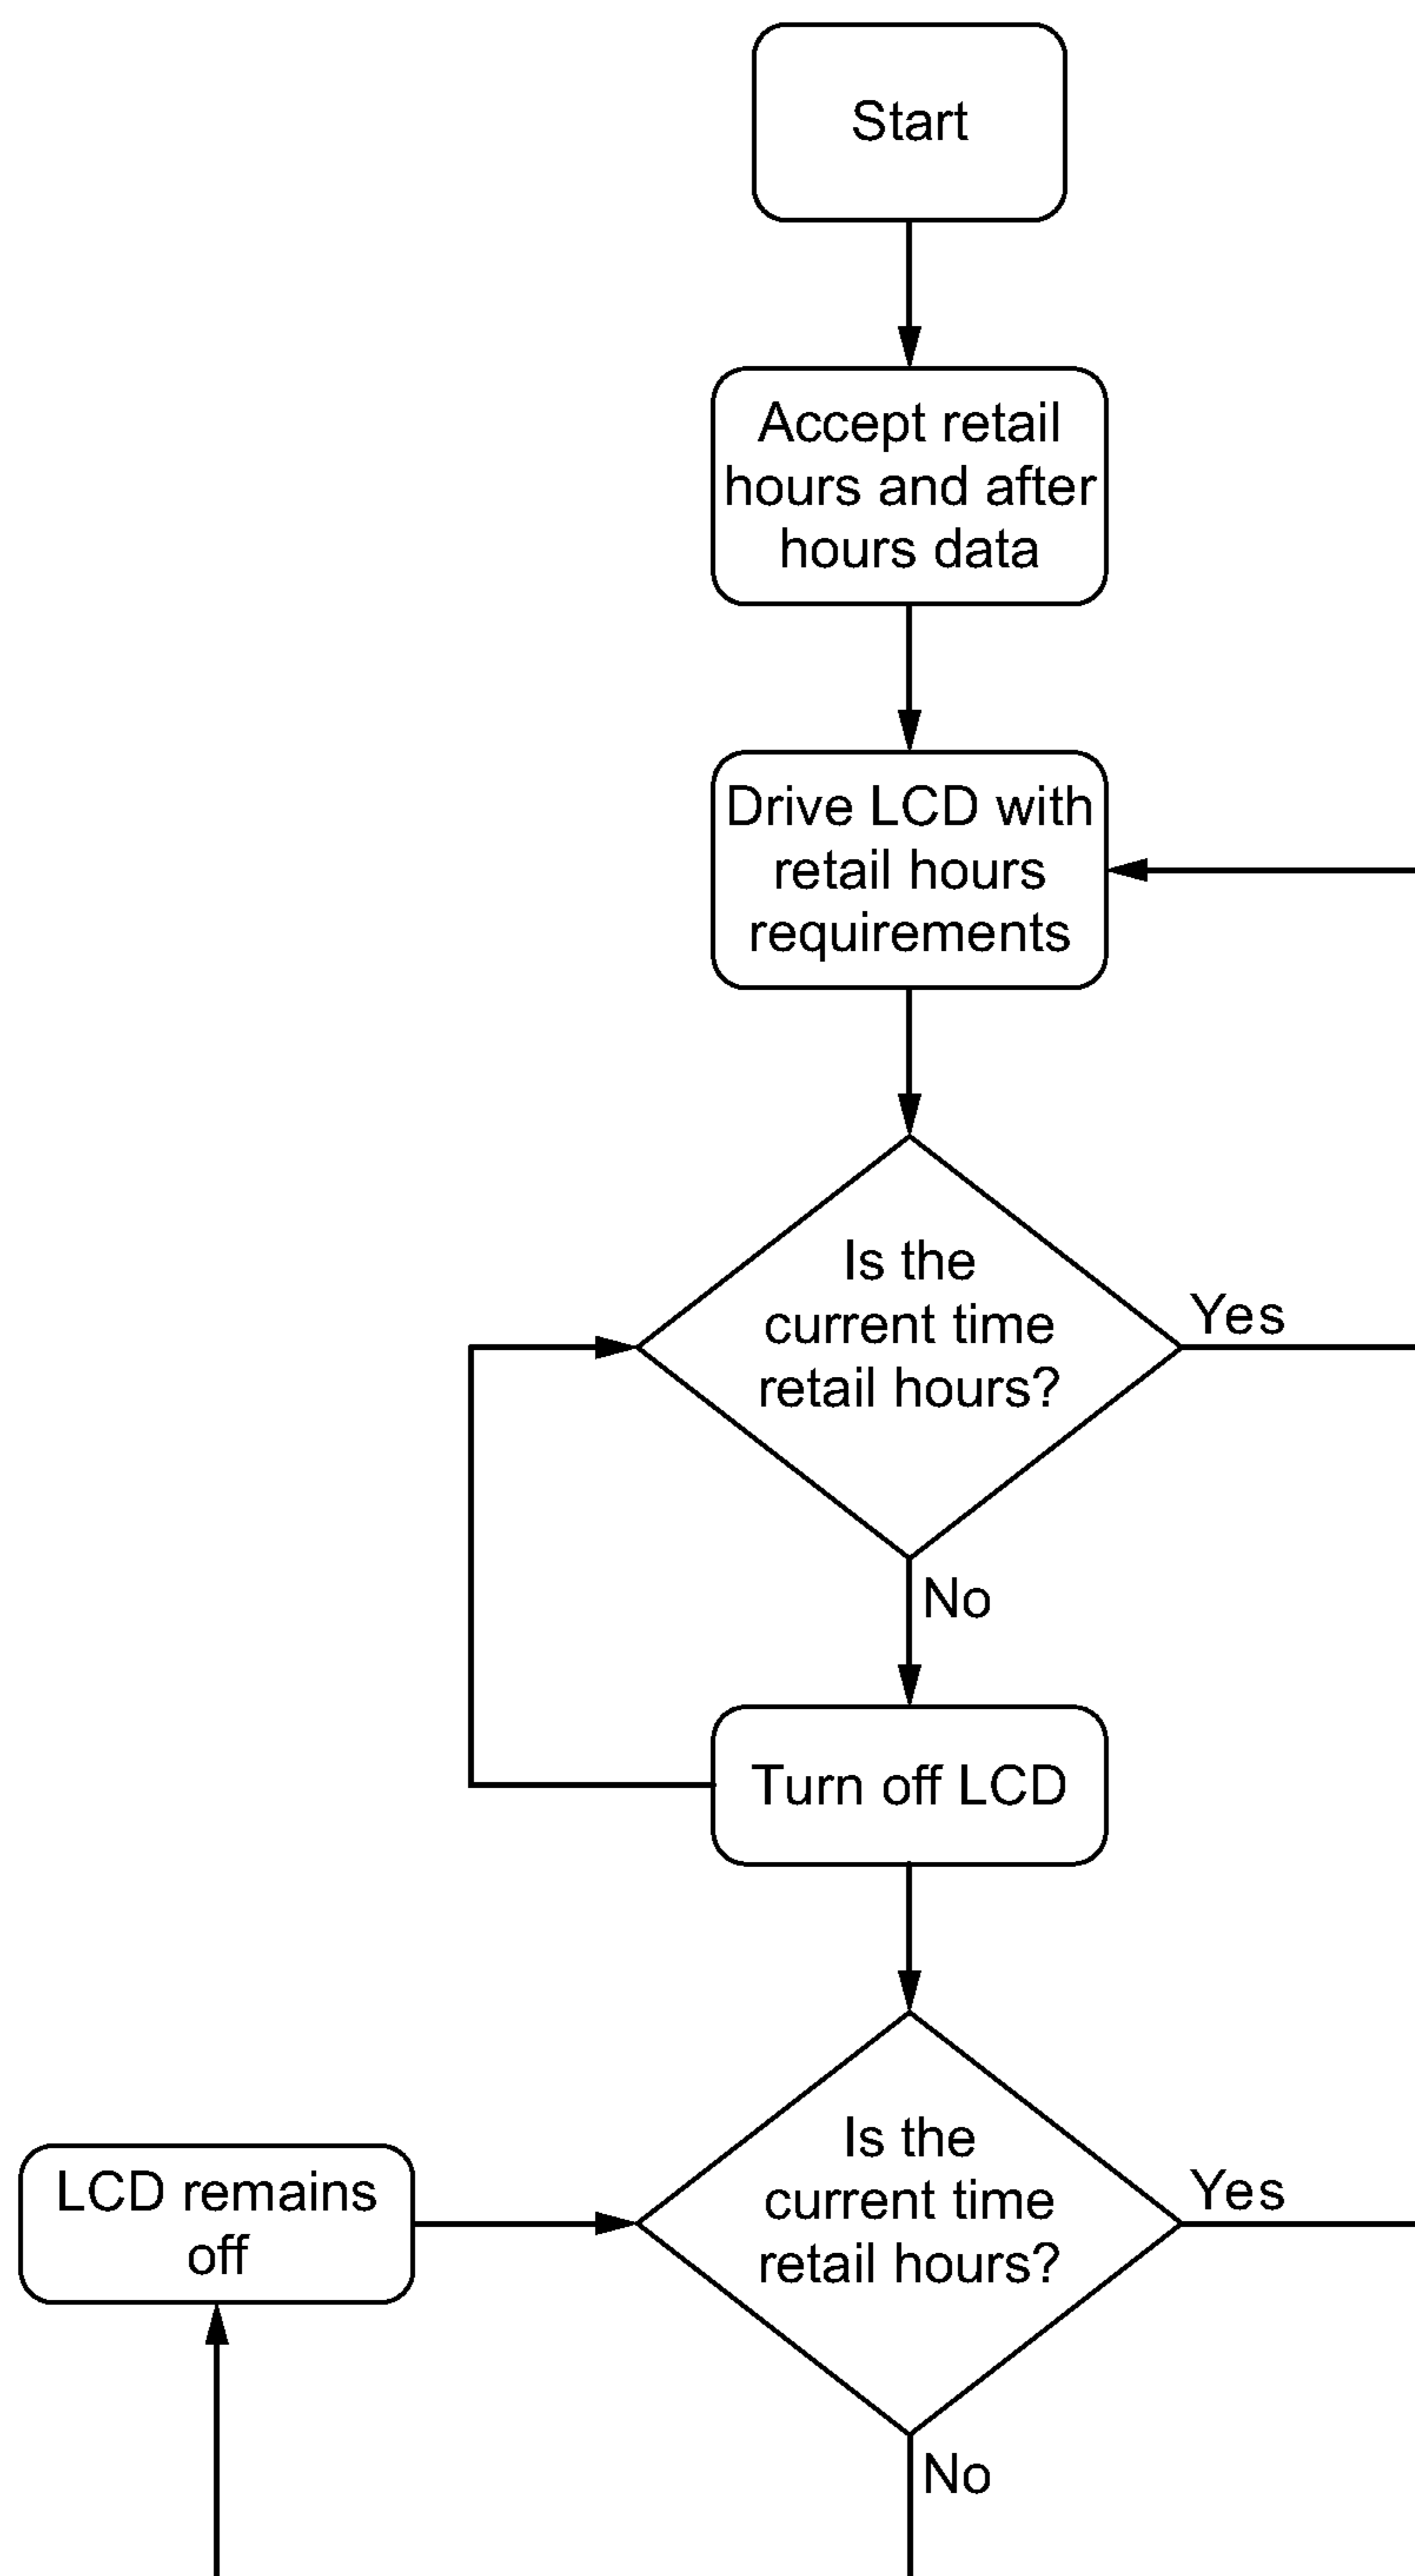 Start
Accept retail
hours and after
hours data
Drive LCD with
retail hours
requirements
Is the
current time
retail hours?
Yes
No
Turn off LCD
Is the
current time
retail hours?
Yes
LCD remains
off
No